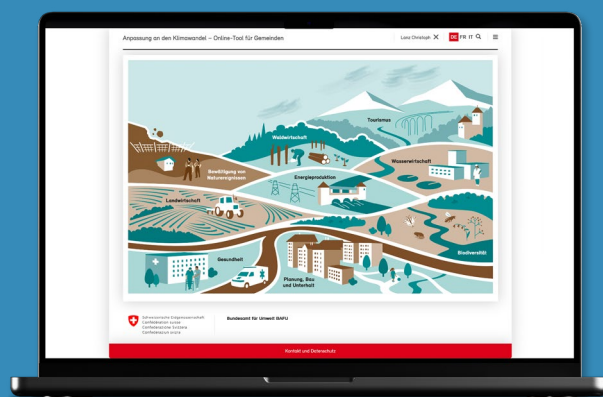 Anpassung an den Klimawandel – Online-Tool für Gemeinden
Lanz Christoph X DE FR IT
Tourismus
Waldwirtschaft
Wasserwirtschaft
Bewältigung von
Naturereignissen
Energieproduktion
Landwirtschaft
Biodiversität
Gesundheit
Planung, Bau
und Unterhalt
Schweizerische Eidgenossenschaft
Confédération suisse
Confederazione Svizzera
Confederaziun svizra
Bundesamt für Umwelt BAFU
Kontakt und Datenschutz